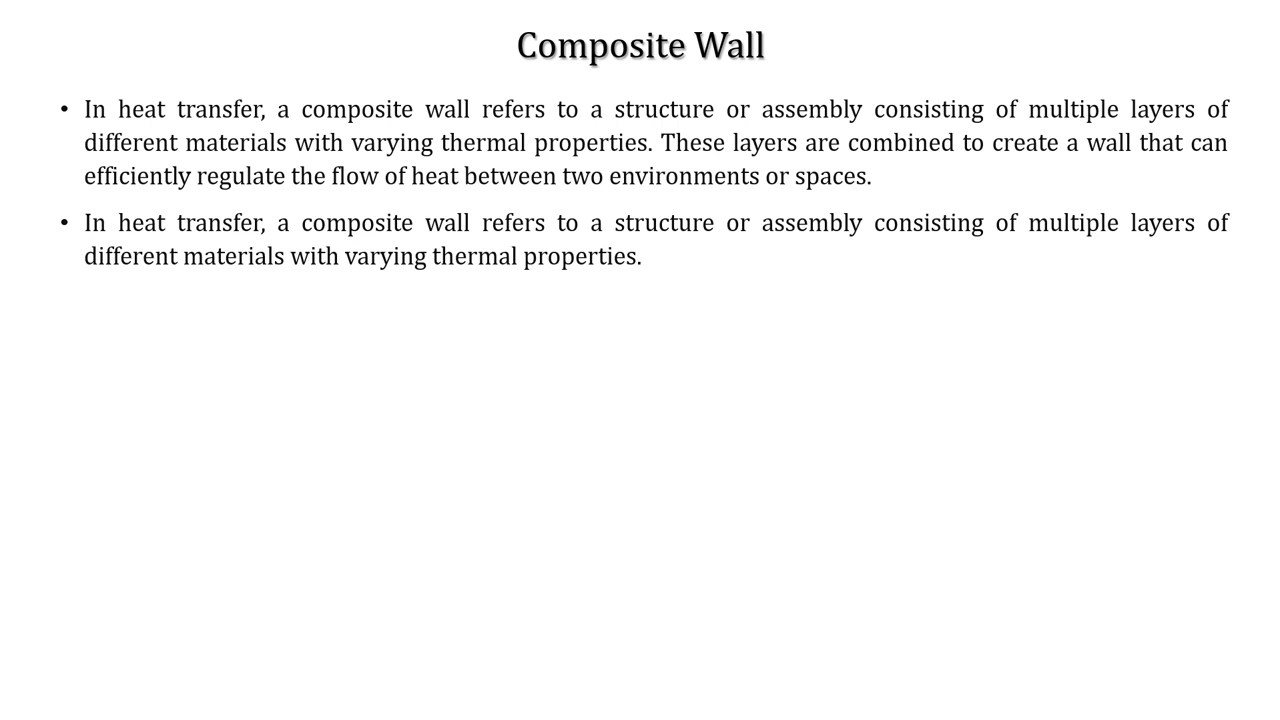 Composite Wall
• In heat transfer, a composite wall refers to a structure or assembly consisting of multiple layers of
different materials with varying thermal properties. These layers are combined to create a wall that can
efficiently regulate the flow of heat between two environments or spaces.
• In heat transfer, a composite wall refers to a structure or assembly consisting of multiple layers of
different materials with varying thermal properties.